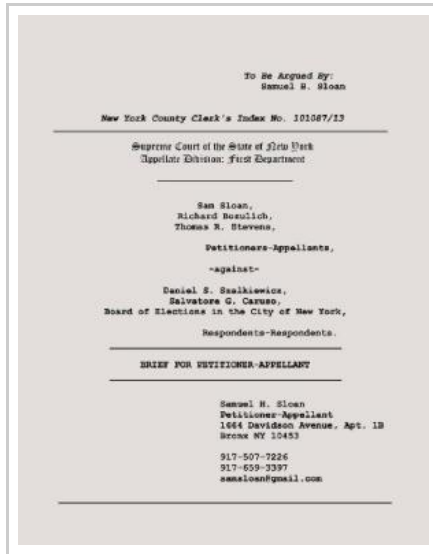 To Be Argued By:
Samuel H. Sloan
New York County Clerk's Index No. 101087/13
Supreme Court of the State of New York
Appellate Division: First Department
Sam Sloan,
Richard Bozulich,
Thomas R. Stevens,
Petitioners-Appellants,
-against-
Daniel S. Szalkiewicz,
Salvatore G. Caruso,
Board of Elections in the City of New York,
Respondents-Respondents.
BRIEF FOR PETITIONER-APPELLANT
Samuel H. Sloan
Petitioner-Appellant
1664 Davidson Avenue, Apt. 1B
Bronx NY 10453
917-507-7226
917-659-3397
samsloan@gmail.com